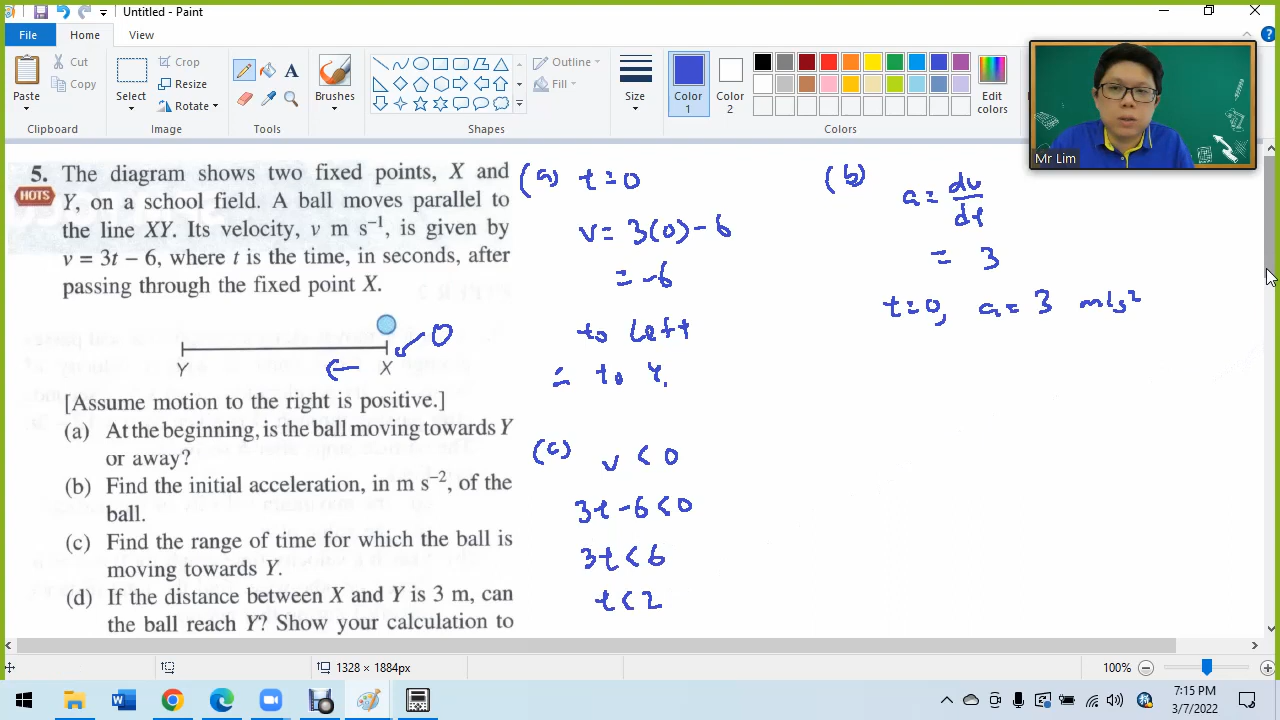 Untitled - Paint
File
Home
View
Paste
Cut
Copy
Clipboard
Select
Crop
Resize
Rotate
Image
Tools
Brushes
Shapes
Outline
Fill
Size
Color 1
Color 2
Edit colors
Colors
Mr Lim
5. The diagram shows two fixed points, X and
HOTS
Y, on a school field. A ball moves parallel to
the line XY. Its velocity, v m s⁻¹, is given by
v = 3t − 6, where t is the time, in seconds, after
passing through the fixed point X.
O
Y X
[Assume motion to the right is positive.]
(a) At the beginning, is the ball moving towards Y
or away?
(b) Find the initial acceleration, in m s⁻², of the
ball.
(c) Find the range of time for which the ball is
moving towards Y.
(d) If the distance between X and Y is 3 m, can
the ball reach Y? Show your calculation to
(a) t=0
v= 3(0)-6
= -6
to left
∴ to Y.
(b)
a= dv/dt
= 3
t=0, a= 3 m/s²
(c) v < 0
3t -6<0
3t < 6
t < 2
1328 × 1884px
100%
7:15 PM
3/7/2022